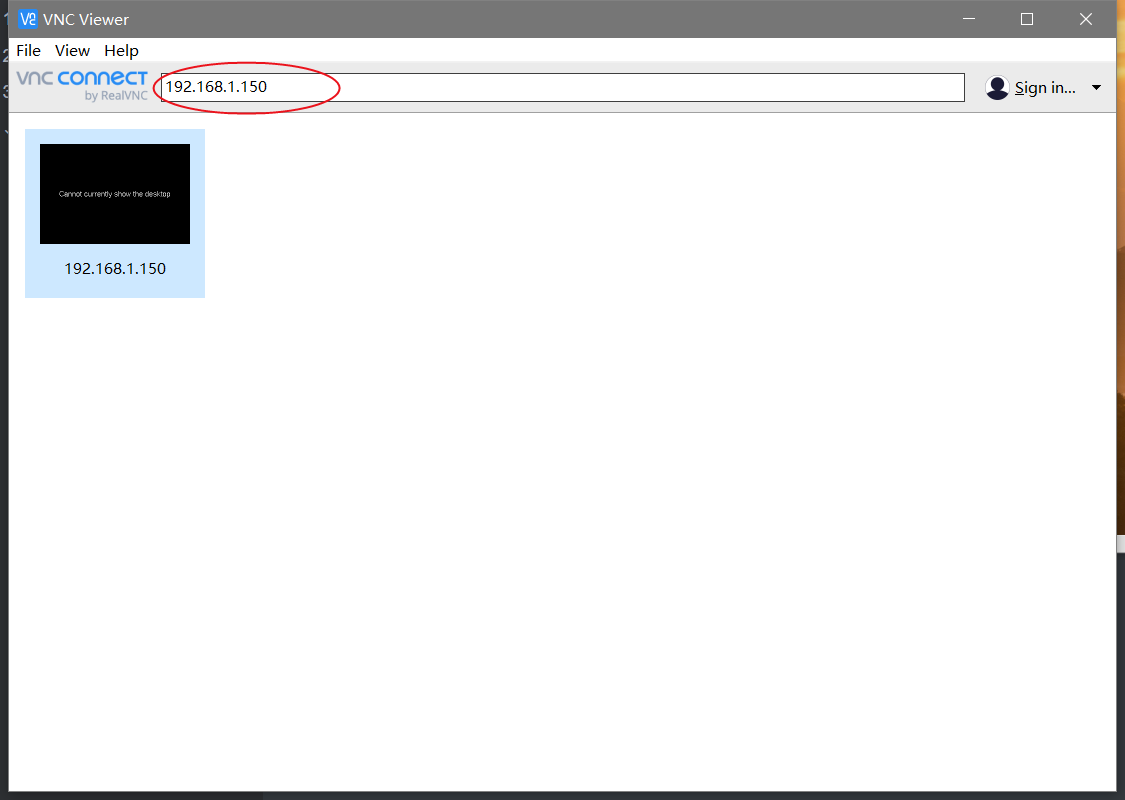 VNC Viewer
File View Help
vnc connect
by RealVNC
192.168.1.150
Sign in...
Cannot currently show the desktop
192.168.1.150